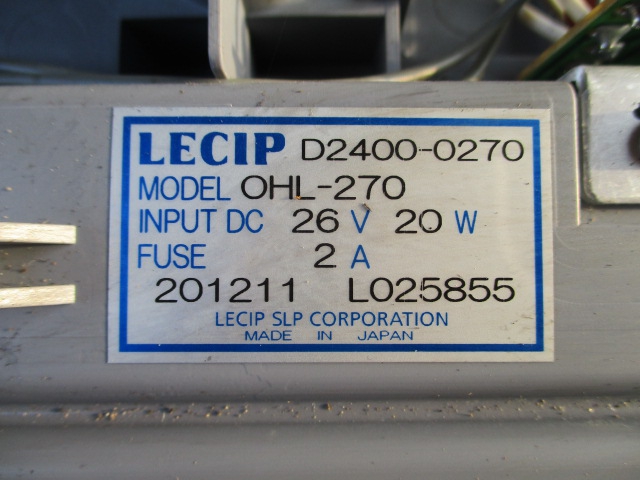 LECIP D2400-0270
MODEL OHL-270
INPUT DC 26 V 20 W
FUSE 2 A
201211 L025855
LECIP SLP CORPORATION
MADE IN JAPAN